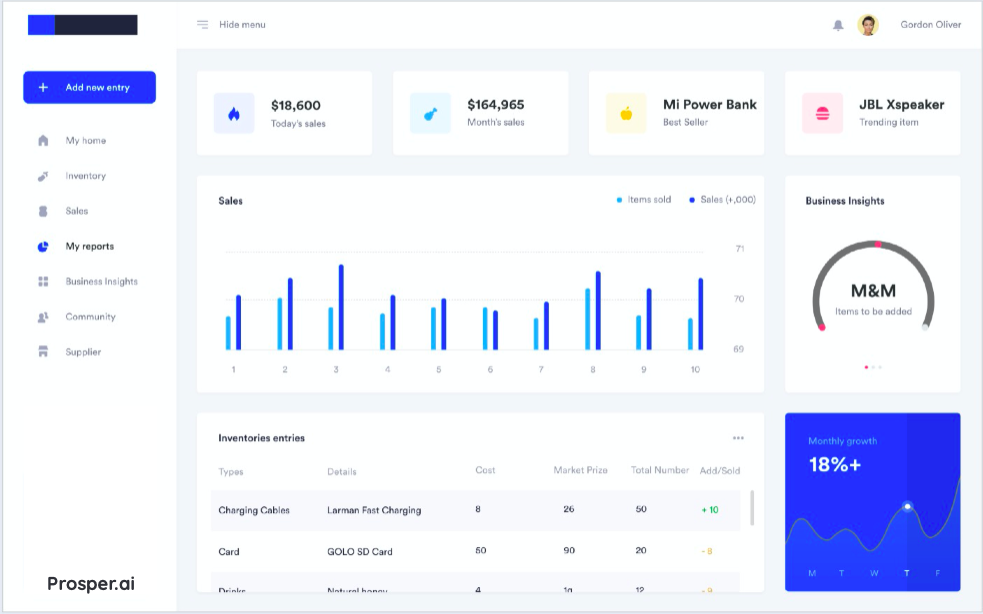 Hide menu
Gordon Oliver
+ Add new entry
My home
Inventory
Sales
My reports
Business Insights
Community
Supplier
Prosper.ai
$18,600
Today's sales
$164,965
Month's sales
Mi Power Bank
Best Seller
JBL Xspeaker
Trending item
Sales
Items sold
Sales (+,000)
71
70
69
1 2 3 4 5 6 7 8 9 10
Business Insights
M&M
Items to be added
Inventories entries
Types Details Cost Market Prize Total Number Add/Sold
Charging Cables Larman Fast Charging 8 26 50 + 10
Card GOLO SD Card 50 90 20 - 8
Drinks Natural honey 4 12 - 9
Monthly growth
18%+
M T W T F